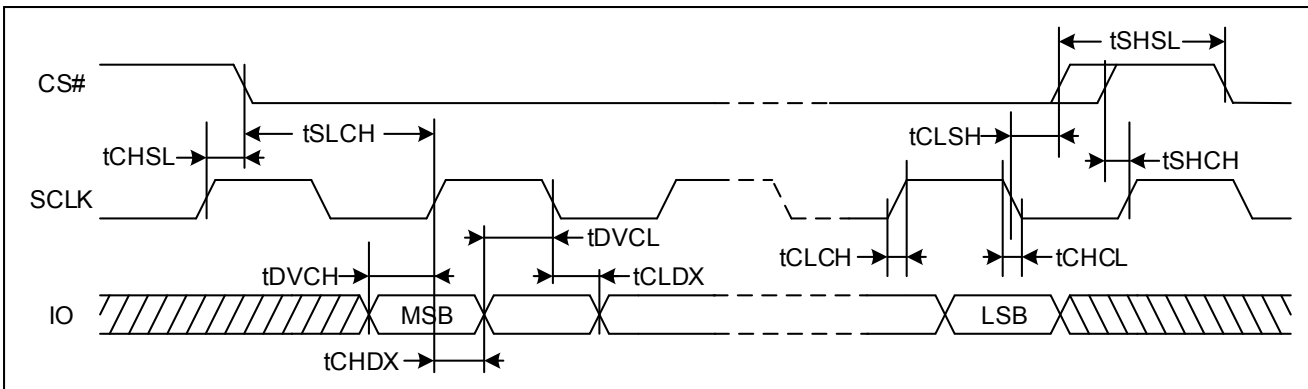 tSHSL
CS#
tSLCH
tCLSH
tCHSL
tSHCH
SCLK
tDVCL
tCLCH
tCHCL
tDVCH
tCLDX
IO
MSB
LSB
tCHDX